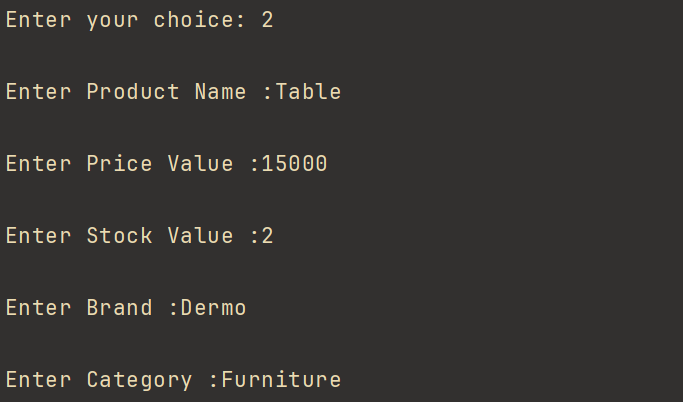 Enter your choice: 2
Enter Product Name :Table
Enter Price Value :15000
Enter Stock Value :2
Enter Brand :Dermo
Enter Category :Furniture